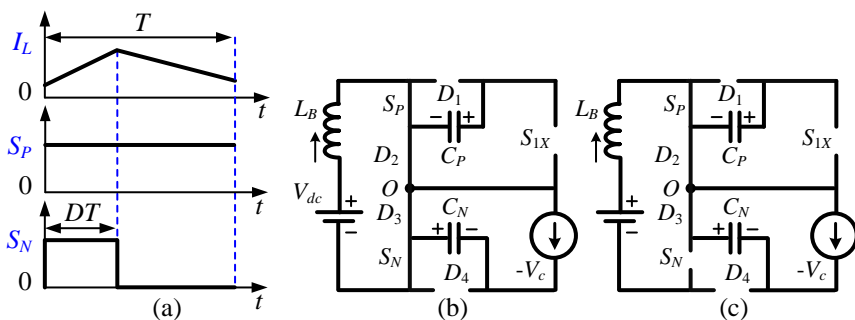 I_L
T
0
t
S_P
0
t
DT
S_N
0
t
(a)
L_B
V_dc
+
−
S_P
D_1
− +
C_P
D_2
O
D_3
C_N
+ −
S_N
D_4
S_1X
-V_c
(b)
L_B
+
−
S_P
D_1
− +
C_P
D_2
O
D_3
C_N
+ −
S_N
D_4
S_1X
-V_c
(c)